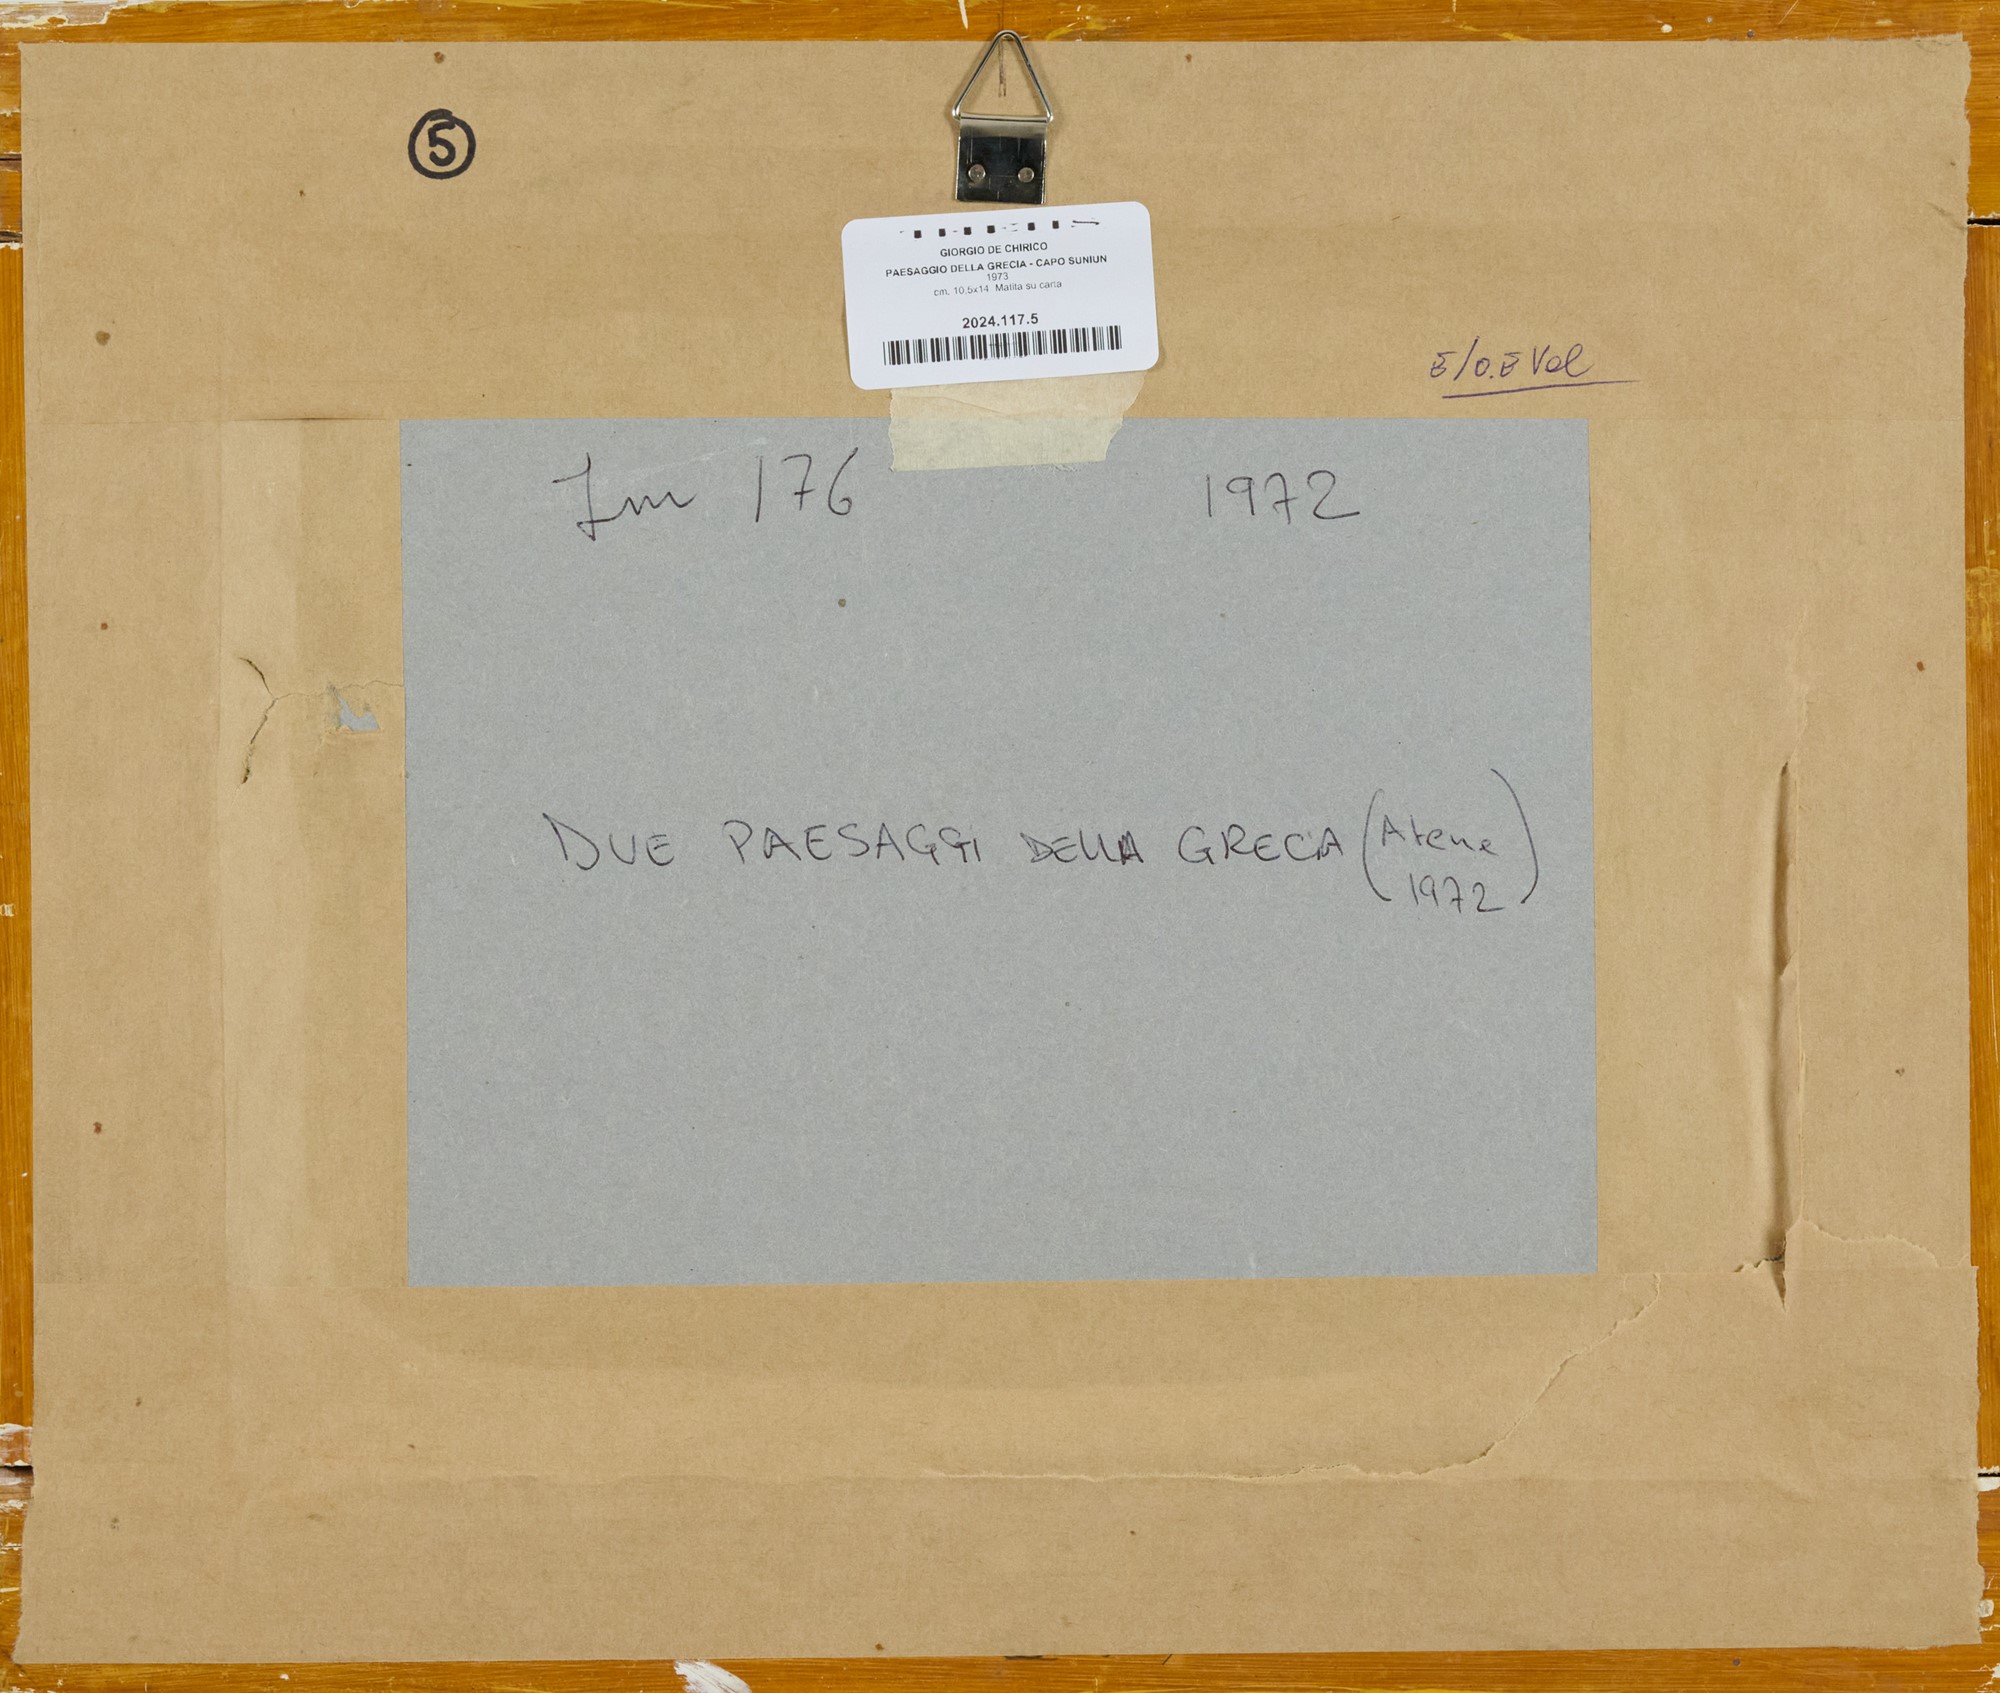 5
GIORGIO DE CHIRICO
PAESAGGIO DELLA GRECIA - CAPO SUNIUN
1973
cm. 10,5x14 Matita su carta
2024.117.5
176 1972
DUE PAESAGGI DELLA GRECIA (Atene
1972)